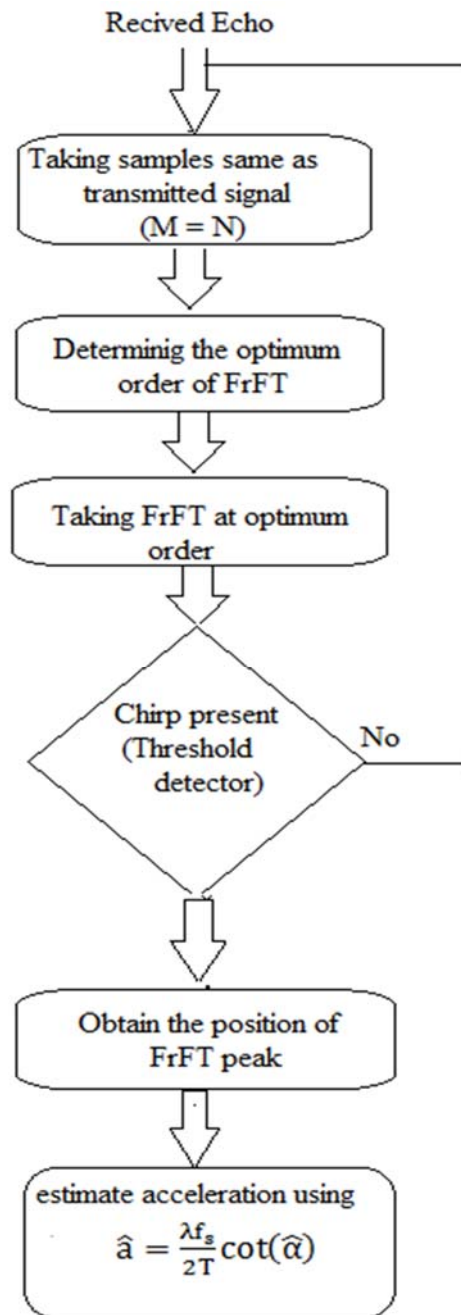 Recived Echo
Taking samples same as
transmitted signal
(M = N)
Determinig the optimum
order of FrFT
Taking FrFT at optimum
order
Chirp present
(Threshold
detector)
No
Obtain the position of
FrFT peak
estimate acceleration using
â = λfₛ/2T cot(α̂)